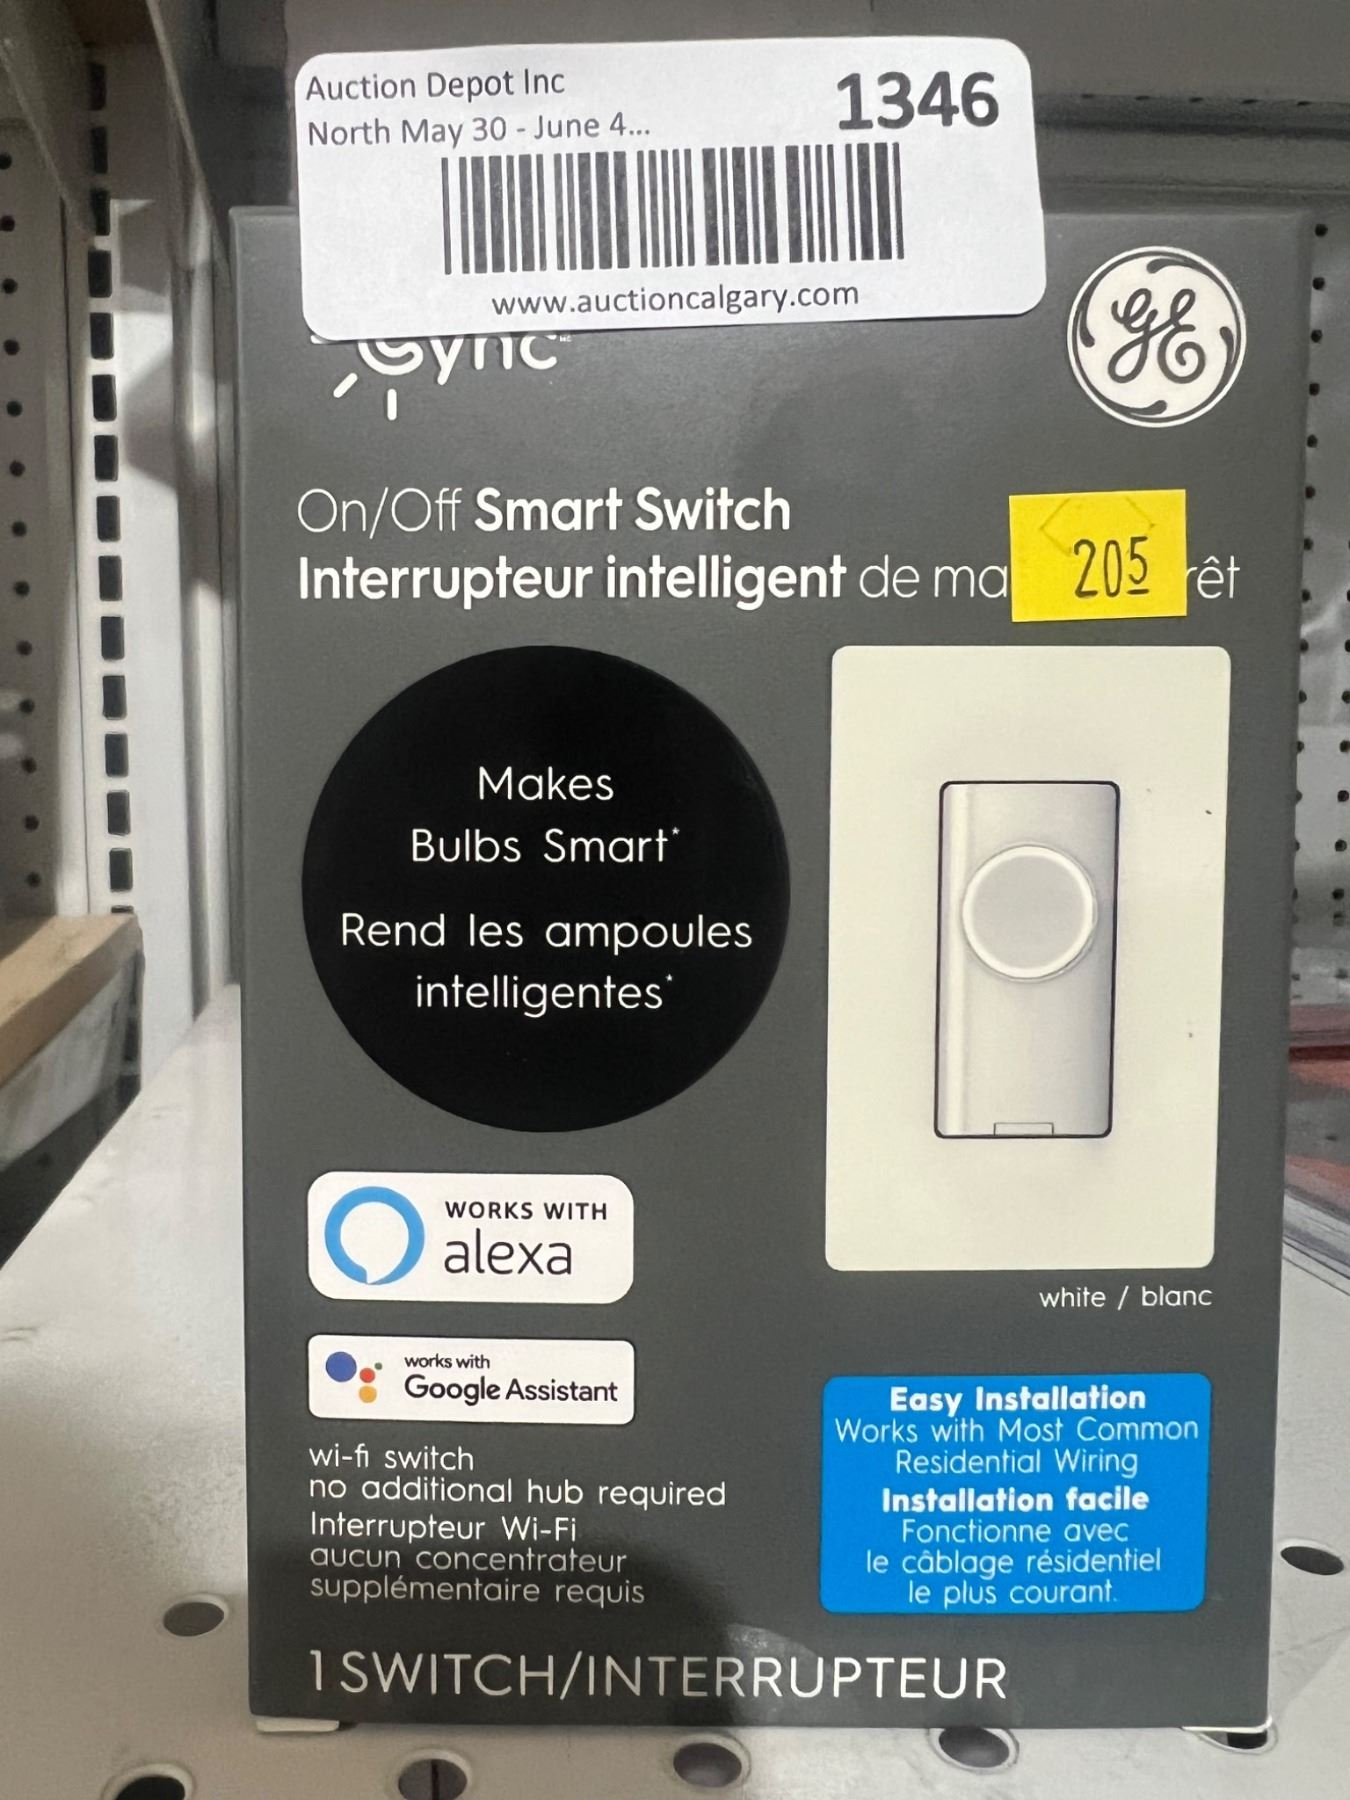 Auction Depot Inc
1346
North May 30 - June 4...
www.auctioncalgary.com
GE
On/Off Smart Switch
Interrupteur intelligent de ma
205
rêt
Makes
Bulbs Smart*
Rend les ampoules
intelligentes*
WORKS WITH
alexa
white / blanc
works with
Google Assistant
wi-fi switch
no additional hub required
Interrupteur Wi-Fi
aucun concentrateur
supplémentaire requis
Easy Installation
Works with Most Common
Residential Wiring
Installation facile
Fonctionne avec
le câblage résidentiel
le plus courant.
1 SWITCH/INTERRUPTEUR